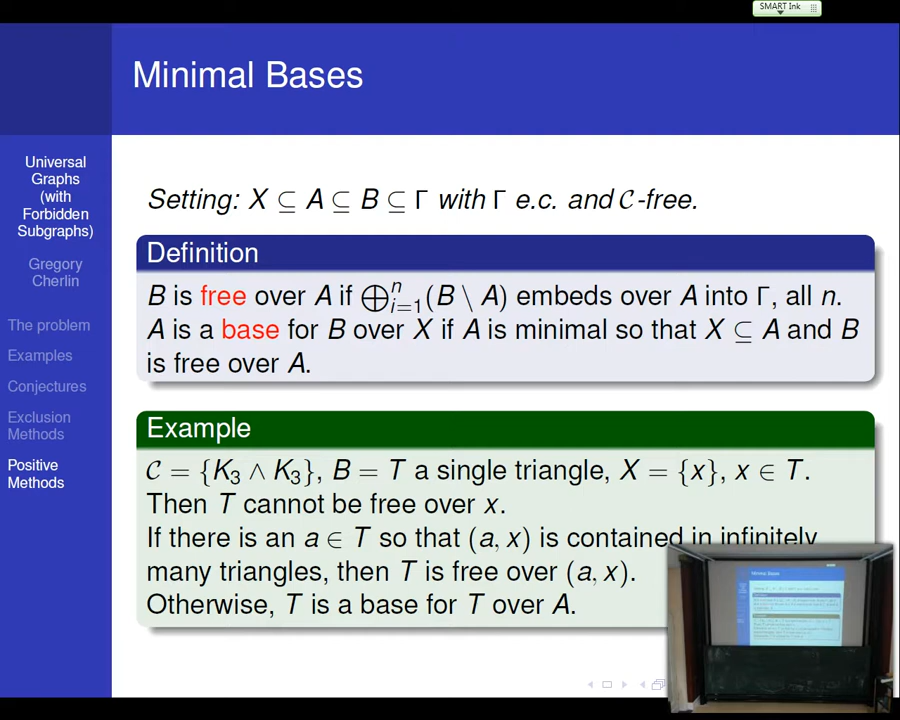 SMART Ink
Minimal Bases
Universal
Graphs
(with
Forbidden
Subgraphs)
Gregory
Cherlin
The problem
Examples
Conjectures
Exclusion
Methods
Positive
Methods
Setting: X ⊆ A ⊆ B ⊆ Γ with Γ e.c. and 𝒞-free.
Definition
B is free over A if ⨁ⁿᵢ₌₁(B \ A) embeds over A into Γ, all n.
A is a base for B over X if A is minimal so that X ⊆ A and B
is free over A.
Example
𝒞 = {K₃ ∧ K₃}, B = T a single triangle, X = {x}, x ∈ T.
Then T cannot be free over x.
If there is an a ∈ T so that (a, x) is contained in infinitely
many triangles, then T is free over (a, x).
Otherwise, T is a base for T over A.
Minimal Bases